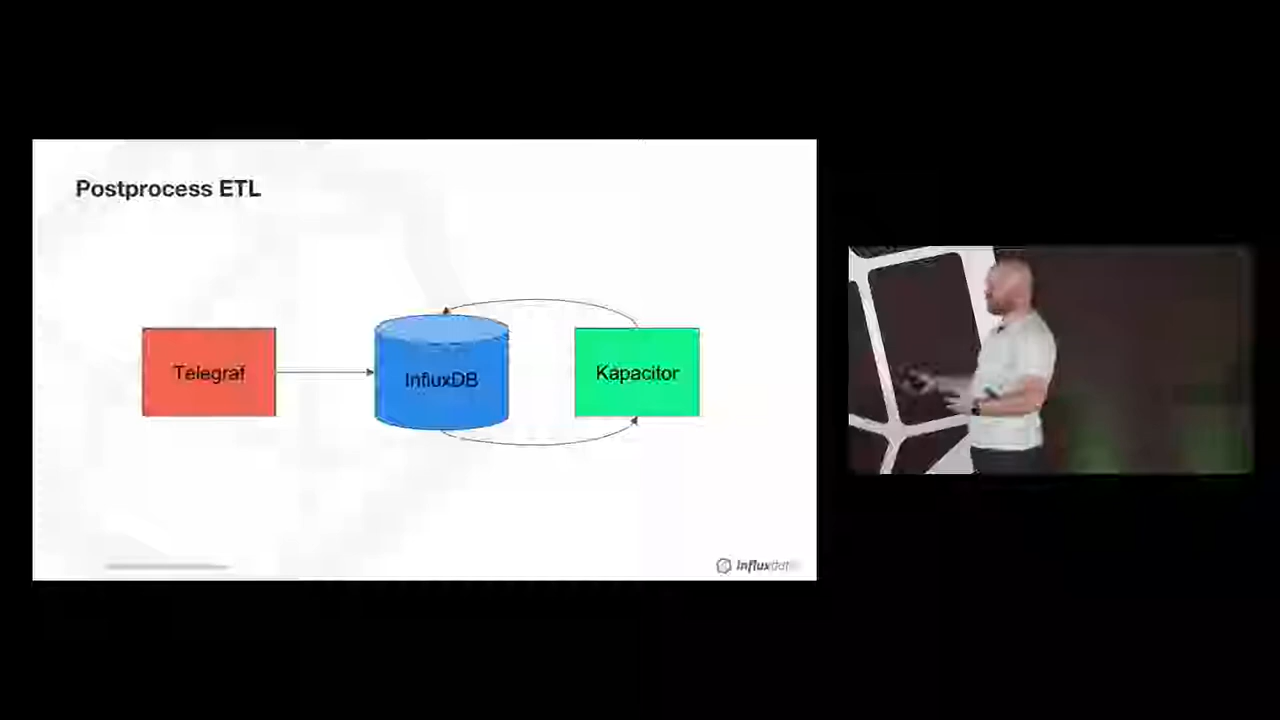 Postprocess ETL
Telegraf
InfluxDB
Kapacitor
influxdata